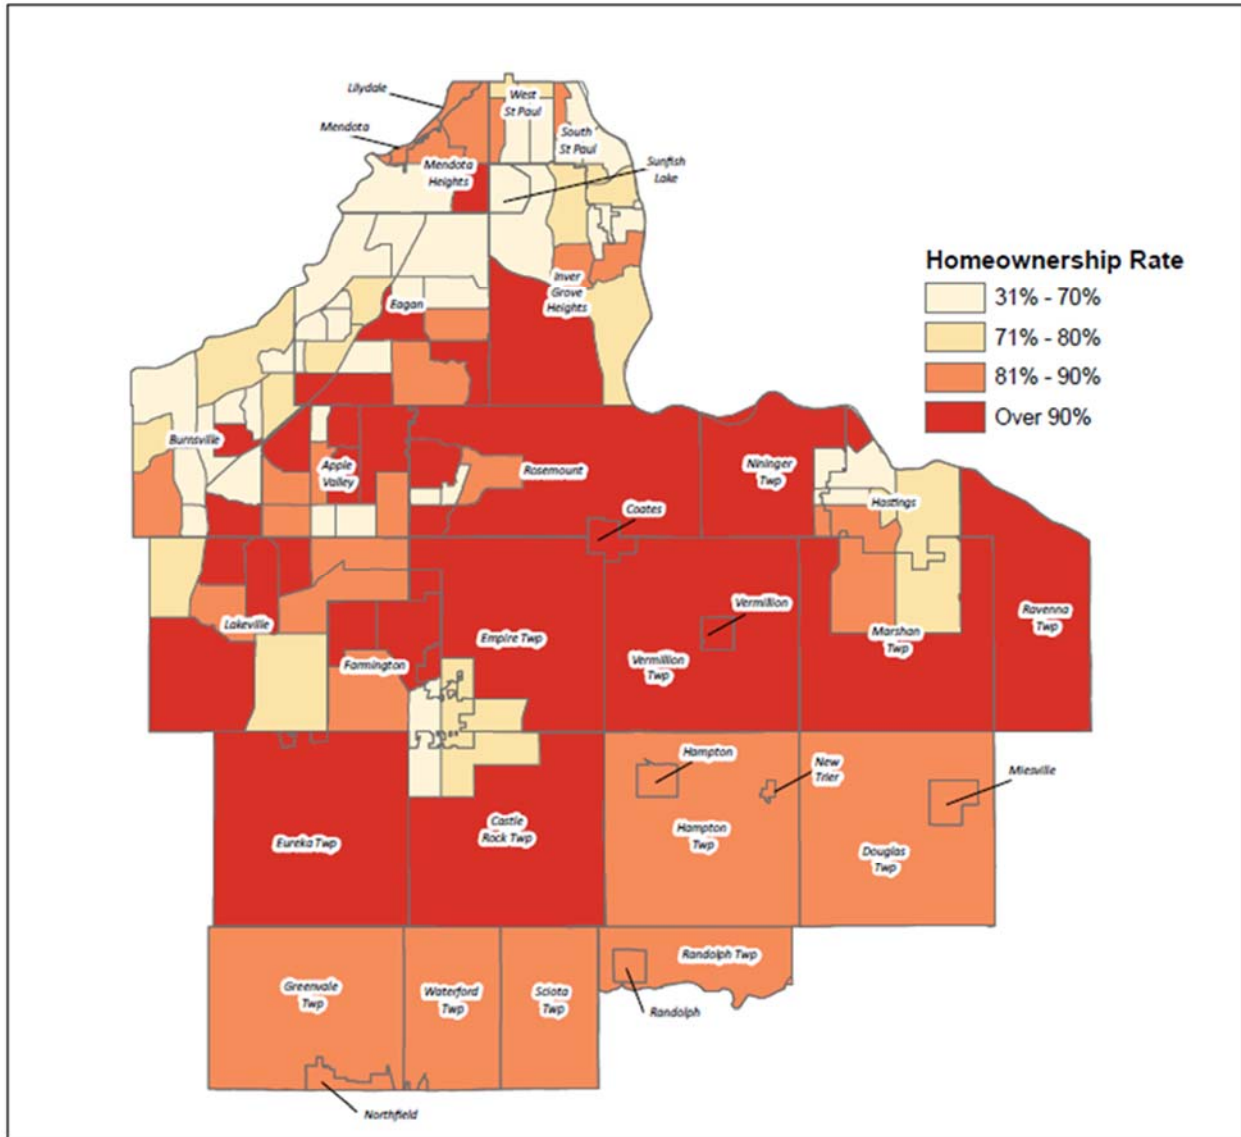 Lilydale
West
St Paul
Mendota
South
St Paul
Mendota
Heights
Sunfish
Lake
Homeownership Rate
31% - 70%
71% - 80%
81% - 90%
Over 90%
Inver
Grove
Heights
Eagan
Burnsville
Apple
Valley
Rosemount
Nininger
Twp
Coates
Hastings
Lakeville
Farmington
Empire Twp
Vermillion
Vermillion
Twp
Marshan
Twp
Ravenna
Twp
Hampton
New
Trier
Miesville
Eureka Twp
Castle
Rock Twp
Hampton
Twp
Douglas
Twp
Greenvale
Twp
Waterford
Twp
Sciota
Twp
Randolph Twp
Randolph
Northfield